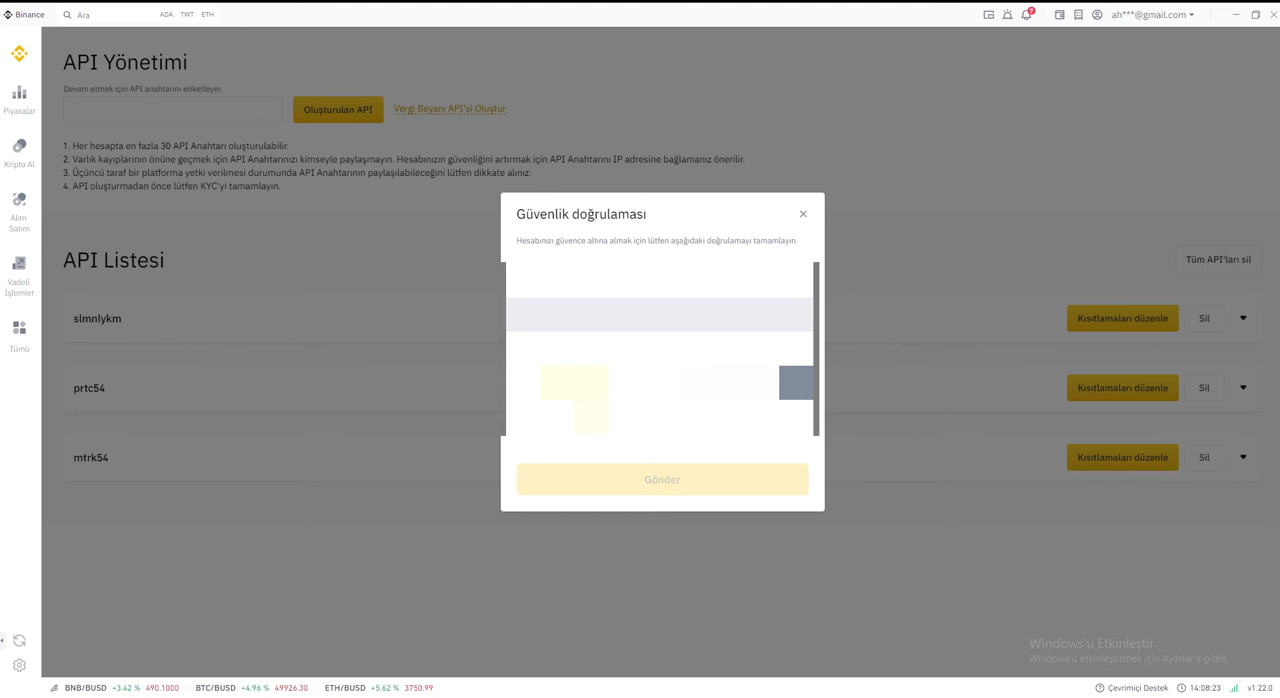 Binance
Ara
ADA TWT ETH
7
ah***@gmail.com
API Yönetimi
Devam etmek için API anahtarını etiketleyin
Oluşturulan API
Vergi Beyanı API'si Oluştur
1. Her hesapta en fazla 30 API Anahtarı oluşturulabilir.
2. Varlık kayıplarının önüne geçmek için API Anahtarınızı kimseyle paylaşmayın. Hesabınızın güvenliğini artırmak için API Anahtarını IP adresine bağlamanız önerilir.
3. Üçüncü taraf bir platforma yetki verilmesi durumunda API Anahtarının paylaşılabileceğini lütfen dikkate alınız.
4. API oluşturmadan önce lütfen KYC'yi tamamlayın.
Piyasalar
Kripto Al
Alım
Satım
Vadeli
İşlemler
Tümü
Güvenlik doğrulaması
Hesabınızı güvence altına almak için lütfen aşağıdaki doğrulamayı tamamlayın.
Gönder
API Listesi
Tüm API'ları sil
slmnlykm
Kısıtlamaları düzenle
Sil
prtc54
Kısıtlamaları düzenle
Sil
mtrk54
Kısıtlamaları düzenle
Sil
Windows'u Etkinleştir
Windows'u etkinleştirmek için Ayarlar'a gidin.
BNB/BUSD +3.42 % 490.1000
BTC/BUSD +4.96 % 49926.30
ETH/BUSD +5.62 % 3750.99
Çevrimiçi Destek
14:08:23
v1.22.0